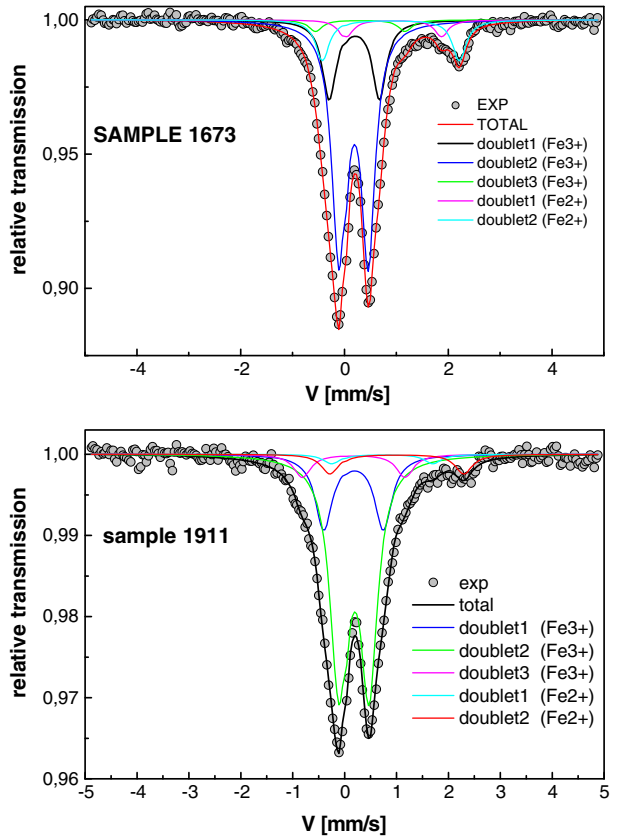 1,00
0,95
0,90
relative transmission
SAMPLE 1673
EXP
TOTAL
doublet1 (Fe3+)
doublet2 (Fe3+)
doublet3 (Fe3+)
doublet1 (Fe2+)
doublet2 (Fe2+)
-4 -2 0 2 4
V [mm/s]
1,00
0,99
0,98
0,97
0,96
relative transmission
sample 1911
exp
total
doublet1 (Fe3+)
doublet2 (Fe3+)
doublet3 (Fe3+)
doublet1 (Fe2+)
doublet2 (Fe2+)
-5 -4 -3 -2 -1 0 1 2 3 4 5
V [mm/s]